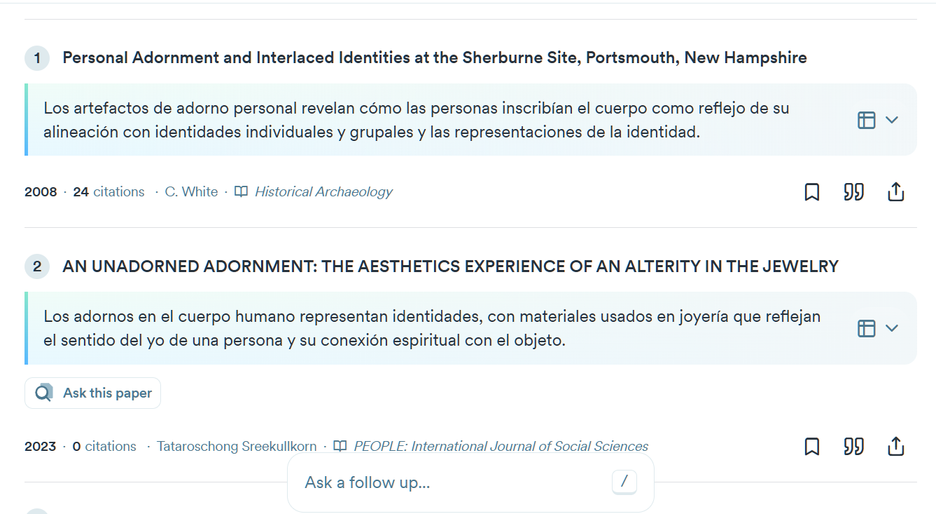 1 Personal Adornment and Interlaced Identities at the Sherburne Site, Portsmouth, New Hampshire
Los artefactos de adorno personal revelan cómo las personas inscribían el cuerpo como reflejo de su
alineación con identidades individuales y grupales y las representaciones de la identidad.
2008 · 24 citations · C. White · Historical Archaeology
2 AN UNADORNED ADORNMENT: THE AESTHETICS EXPERIENCE OF AN ALTERITY IN THE JEWELRY
Los adornos en el cuerpo humano representan identidades, con materiales usados en joyería que reflejan
el sentido del yo de una persona y su conexión espiritual con el objeto.
Ask this paper
2023 · 0 citations · Tataroschong Sreekullkorn · PEOPLE: International Journal of Social Sciences
Ask a follow up... /